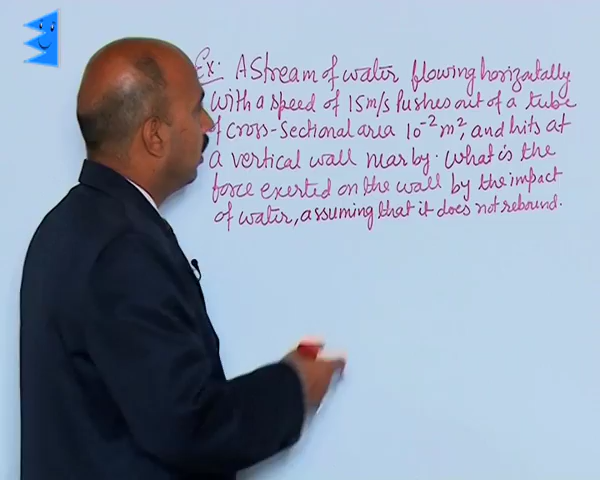 Ex: A Stream of water flowing horizontally
with a speed of 15 m/s Pushes out of a tube
of cross-sectional area 10⁻² m², and hits at
a vertical wall nearby. What is the
force exerted on the wall by the impact
of water, assuming that it does not rebound.